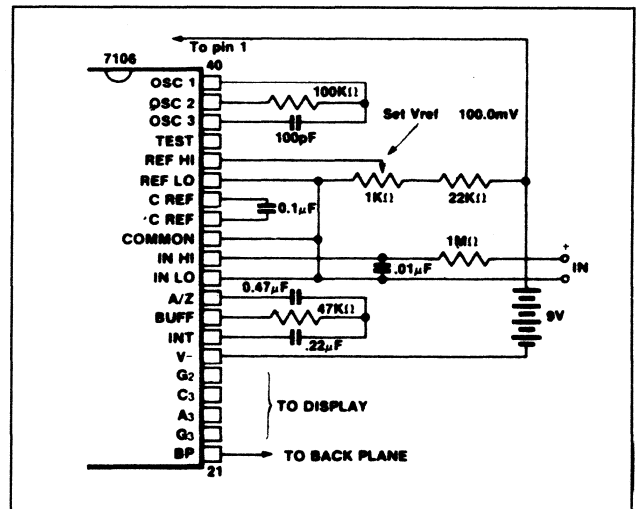 To pin 1
7106
40
OSC 1
100KΩ
OSC 2
Set Vref 100.0mV
OSC 3
100pF
TEST
REF HI
REF LO
1KΩ 22KΩ
C REF
0.1μF
C REF
COMMON
1MΩ
+
IN HI
.01μF
IN
IN LO
0.47μF
A/Z
47KΩ
9V
BUFF
INT
.22μF
V-
G2
C3
TO DISPLAY
A3
G3
BP
TO BACK PLANE
21